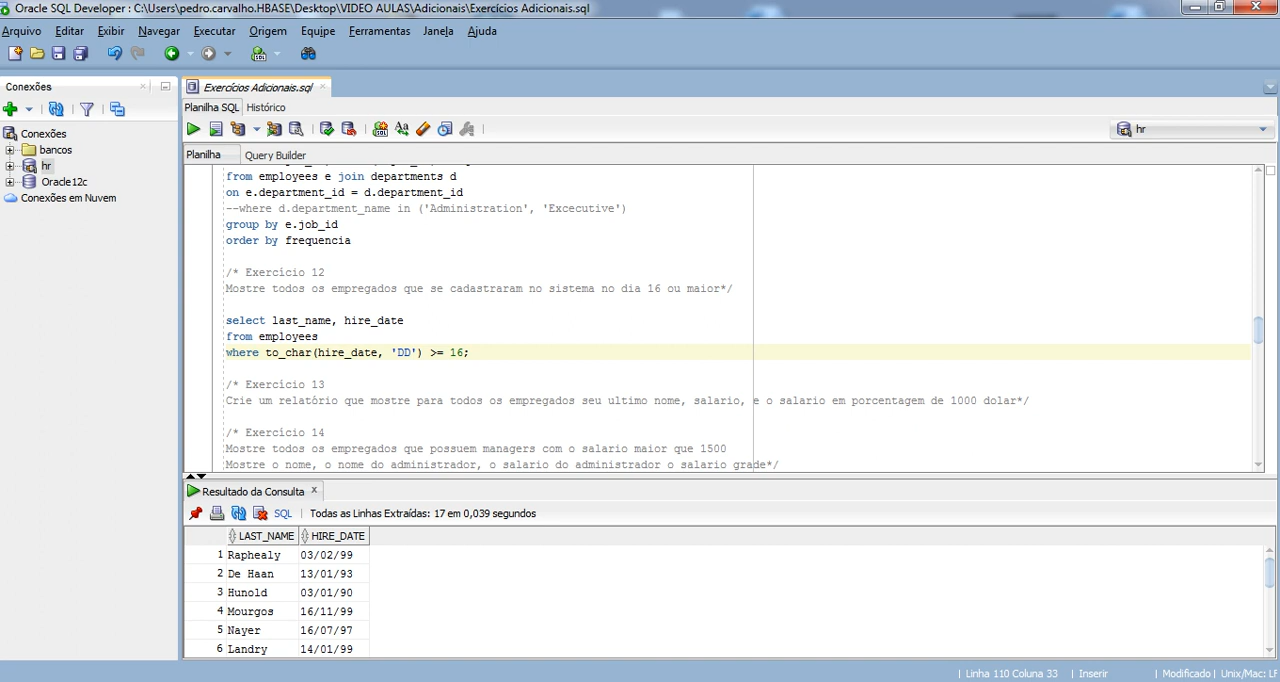 Oracle SQL Developer : C:\Users\pedro.carvalho.HBASE\Desktop\VIDEO AULAS\Adicionais\Exercícios Adicionais.sql
Arquivo Editar Exibir Navegar Executar Origem Equipe Ferramentas Janela Ajuda
Conexões
Exercícios Adicionais.sql
Planilha SQL Histórico
hr
Planilha Query Builder
Conexões
bancos
hr
Oracle12c
Conexões em Nuvem
from employees e join departments d
on e.department_id = d.department_id
--where d.department_name in ('Administration', 'Excecutive')
group by e.job_id
order by frequencia
/* Exercício 12
Mostre todos os empregados que se cadastraram no sistema no dia 16 ou maior*/
select last_name, hire_date
from employees
where to_char(hire_date, 'DD') >= 16;
/* Exercício 13
Crie um relatório que mostre para todos os empregados seu ultimo nome, salario, e o salario em porcentagem de 1000 dolar*/
/* Exercício 14
Mostre todos os empregados que possuem managers com o salario maior que 1500
Mostre o nome, o nome do administrador, o salario do administrador o salario grade*/
Resultado da Consulta
SQL Todas as Linhas Extraídas: 17 em 0,039 segundos
LAST_NAME HIRE_DATE
1 Raphealy 03/02/99
2 De Haan 13/01/93
3 Hunold 03/01/90
4 Mourgos 16/11/99
5 Nayer 16/07/97
6 Landry 14/01/99
Linha 110 Coluna 33 | Inserir | Modificado | Unix/Mac: LF